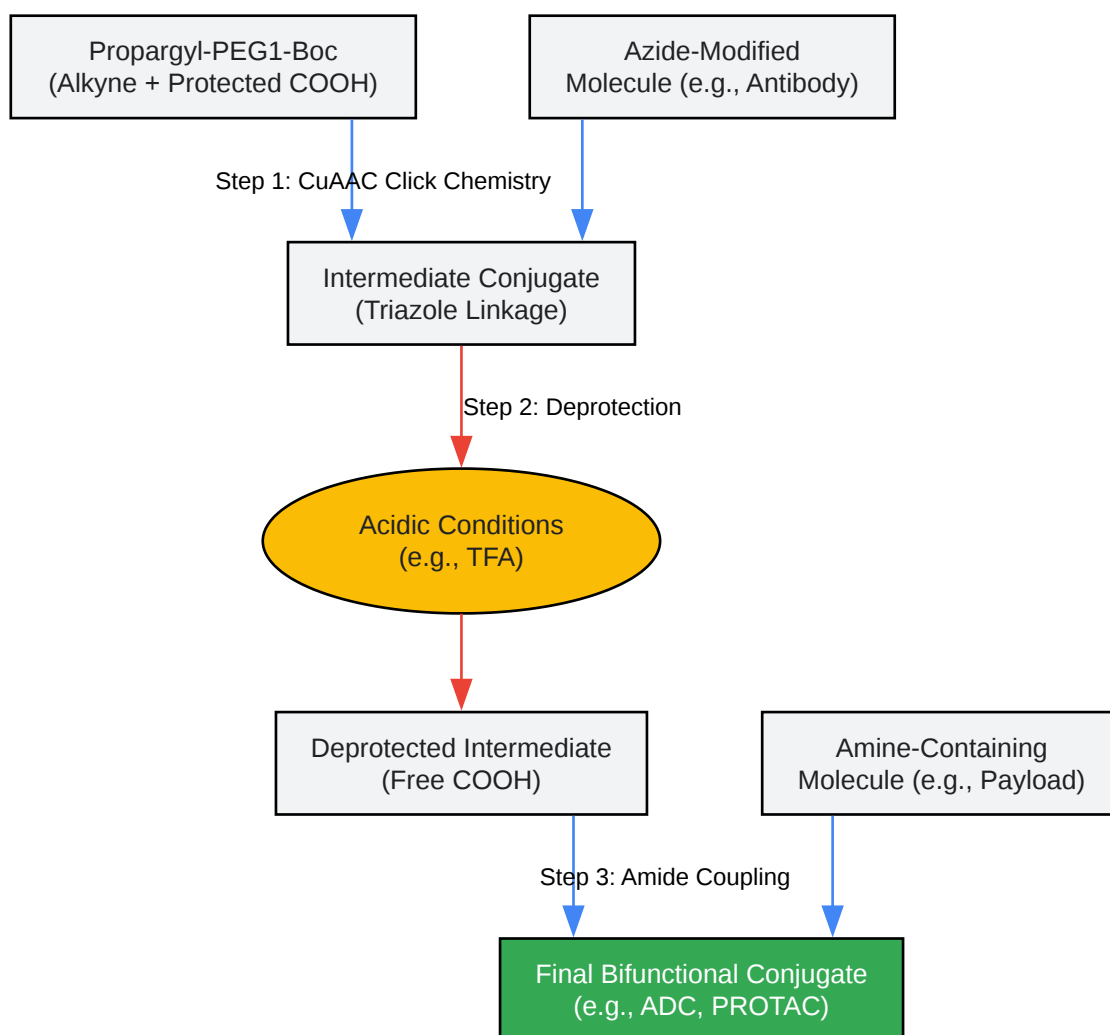 Propargyl-PEG1-Boc
(Alkyne + Protected COOH)
Azide-Modified
Molecule (e.g., Antibody)
Step 1: CuAAC Click Chemistry
Intermediate Conjugate
(Triazole Linkage)
Step 2: Deprotection
Acidic Conditions
(e.g., TFA)
Deprotected Intermediate
(Free COOH)
Amine-Containing
Molecule (e.g., Payload)
Step 3: Amide Coupling
Final Bifunctional Conjugate
(e.g., ADC, PROTAC)